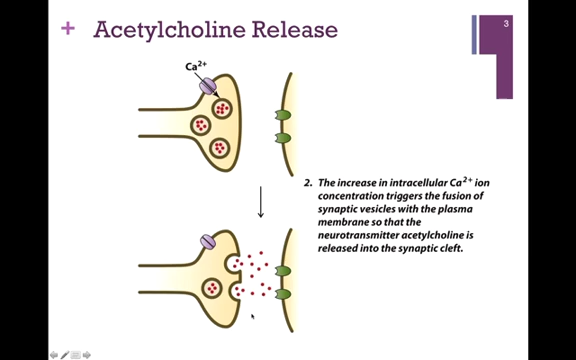 + Acetylcholine Release
3
Ca2+
2. The increase in intracellular Ca2+ ion
concentration triggers the fusion of
synaptic vesicles with the plasma
membrane so that the
neurotransmitter acetylcholine is
released into the synaptic cleft.